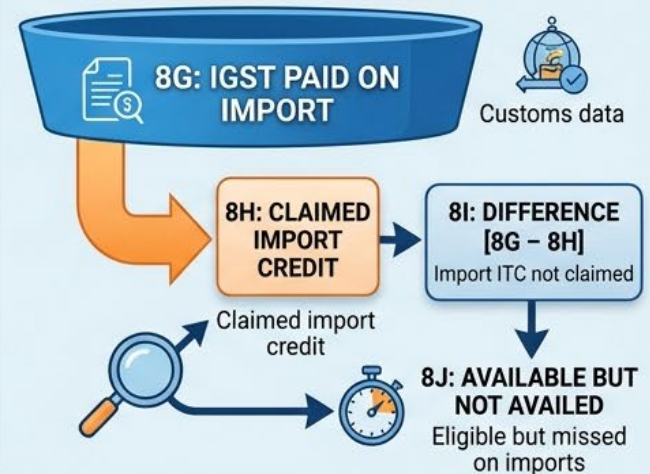 8G: IGST PAID ON
IMPORT
Customs data
8H: CLAIMED
IMPORT
CREDIT
Claimed import
credit
8I: DIFFERENCE
[8G – 8H]
Import ITC not claimed
8J: AVAILABLE BUT
NOT AVAILED
Eligible but missed
on imports